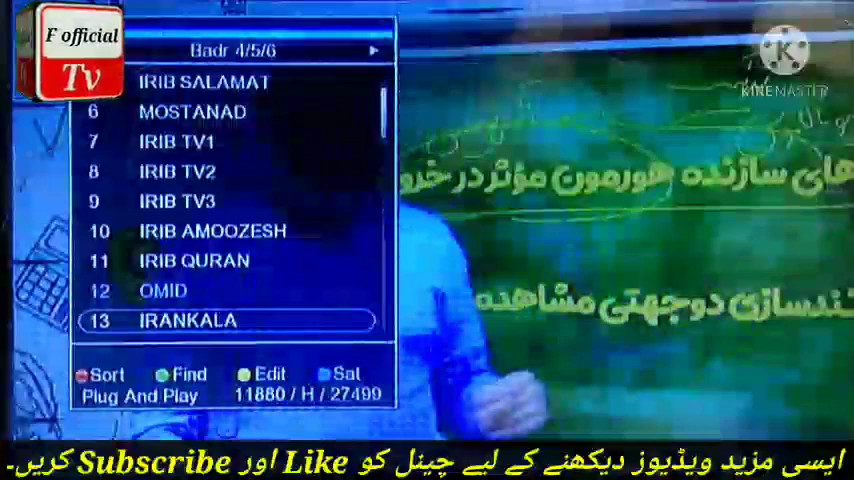 F official
Tv
Badr 4/5/6
KINEMASTER
IRIB SALAMAT
6 MOSTANAD
7 IRIB TV1
8 IRIB TV2
9 IRIB TV3
10 IRIB AMOOZESH
11 IRIB QURAN
12 OMID
13 IRANKALA
های سازنده هورمون مؤثر در خرو
تندسازی دوجهتی مشاهده
Sort Find Edit Sat
Plug And Play 11880 / H / 27499
ایسی مزید ویڈیوز دیکھنے کے لیے چینل کو Like اور Subscribe کریں۔